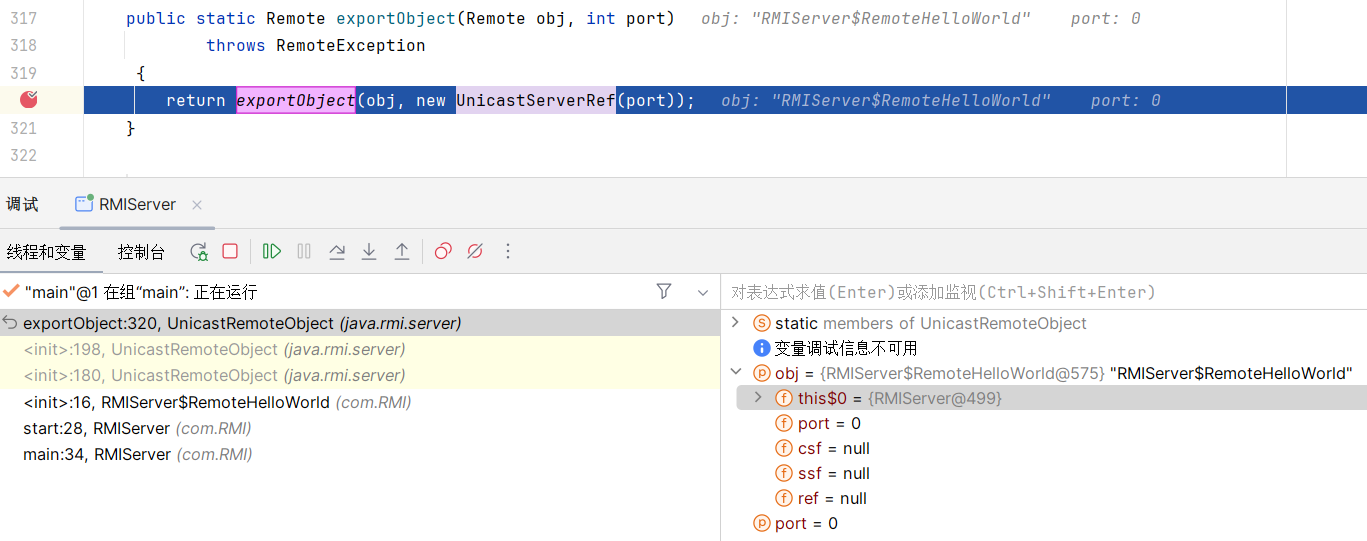 317 public static Remote exportObject(Remote obj, int port) obj: "RMIServer$RemoteHelloWorld" port: 0
318 throws RemoteException
319 {
return exportObject(obj, new UnicastServerRef(port)); obj: "RMIServer$RemoteHelloWorld" port: 0
321 }
322
调试 RMIServer ×
线程和变量 控制台
"main"@1 在组“main”: 正在运行
对表达式求值(Enter)或添加监视(Ctrl+Shift+Enter)
exportObject:320, UnicastRemoteObject (java.rmi.server)
<init>:198, UnicastRemoteObject (java.rmi.server)
<init>:180, UnicastRemoteObject (java.rmi.server)
<init>:16, RMIServer$RemoteHelloWorld (com.RMI)
start:28, RMIServer (com.RMI)
main:34, RMIServer (com.RMI)
S static members of UnicastRemoteObject
i 变量调试信息不可用
p obj = {RMIServer$RemoteHelloWorld@575} "RMIServer$RemoteHelloWorld"
f this$0 = {RMIServer@499}
f port = 0
f csf = null
f ssf = null
f ref = null
p port = 0